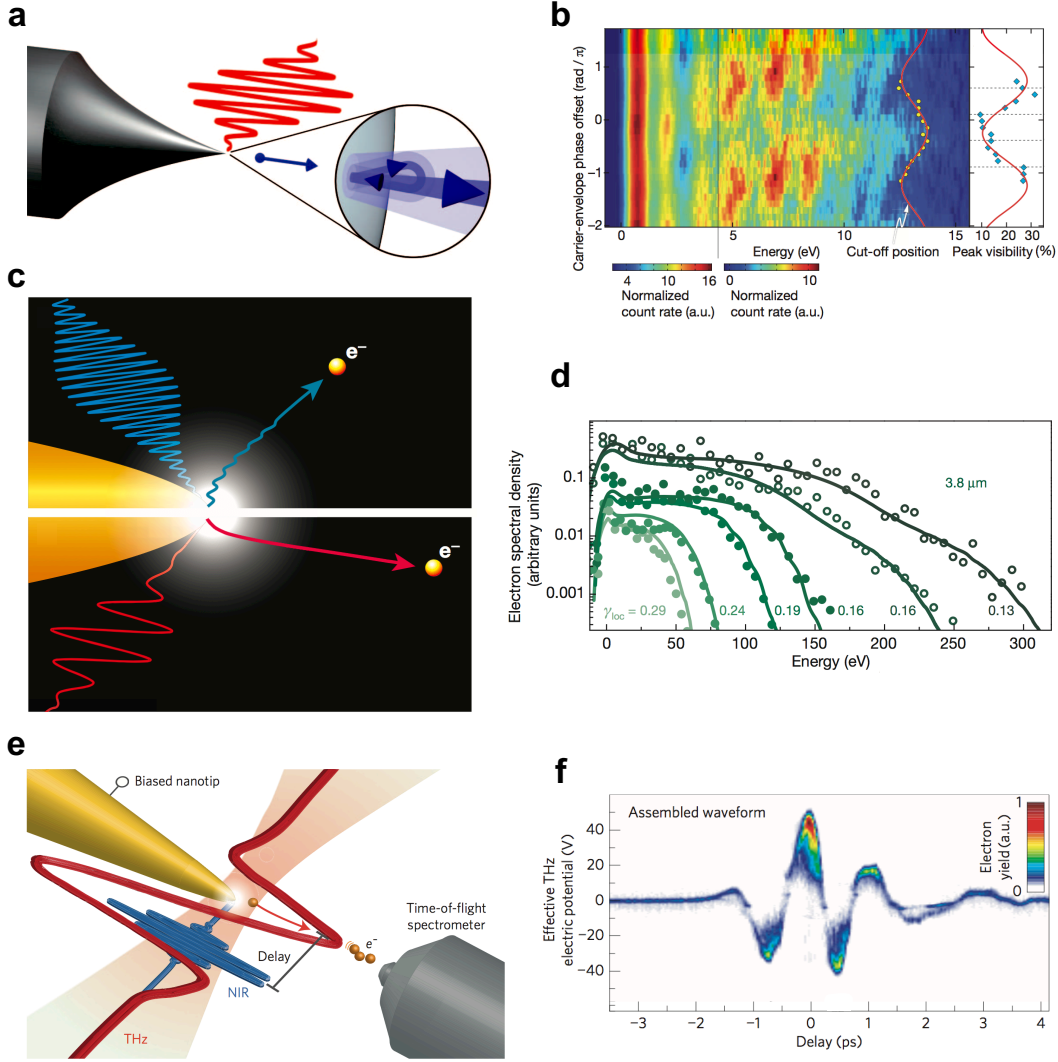 a
b
Carrier-envelope phase offset (rad / π)
1
0
−1
−2
0
5
10
15
Energy (eV)
Cut-off position
10 20 30
Peak visibility (%)
4 10 16
Normalized
count rate (a.u.)
0 10
Normalized
count rate (a.u.)
c
e−
e−
d
Electron spectral density
(arbitrary units)
0.1
0.01
0.001
3.8 µm
γloc = 0.29
0.24
0.19
0.16
0.16
0.13
0 50 100 150 200 250 300
Energy (eV)
e
Biased nanotip
Time-of-flight
spectrometer
e−
Delay
NIR
THz
f
Assembled waveform
Electron
yield (a.u.)
1
0
Effective THz
electric potential (V)
40
20
0
−20
−40
−3 −2 −1 0 1 2 3 4
Delay (ps)